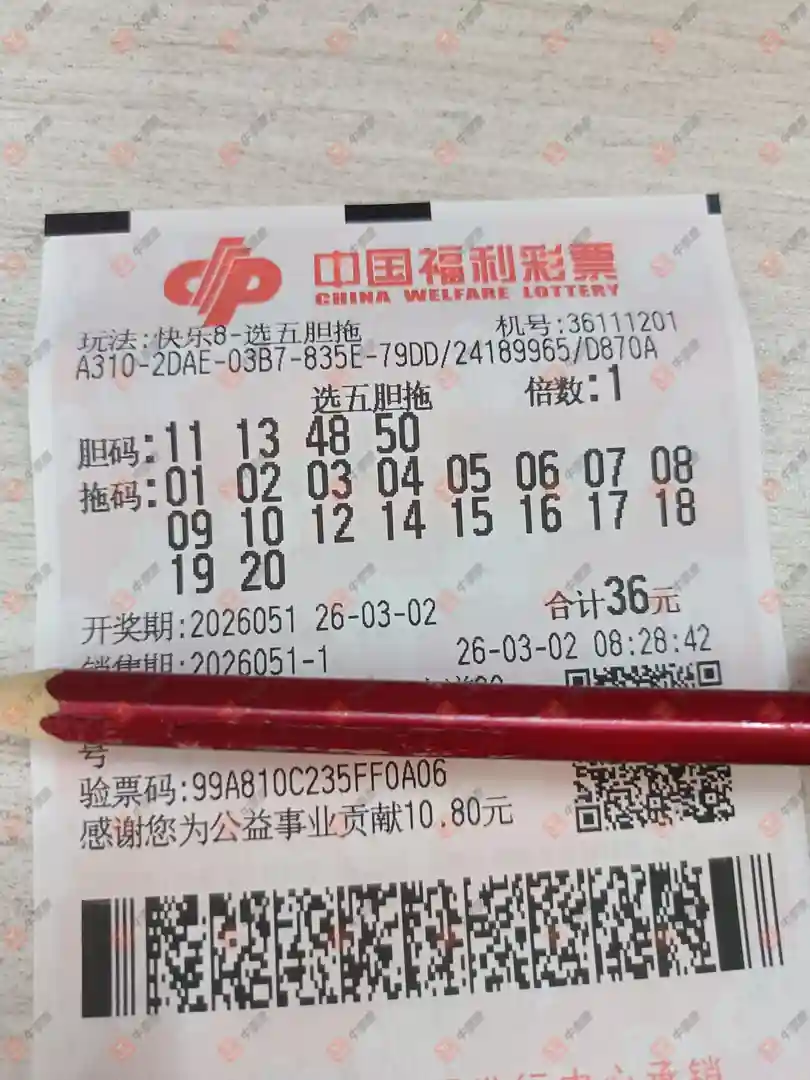 中国福利彩票
CHINA WELFARE LOTTERY
玩法:快乐8-选五胆拖 机号:36111201
A310-2DAE-03B7-835E-79DD/24189965/D870A
选五胆拖 倍数:1
胆码:11 13 48 50
拖码:01 02 03 04 05 06 07 08
09 10 12 14 15 16 17 18
19 20
合计36元
开奖期:2026051 26-03-02
销售期:2026051-1 26-03-02 08:28:42
号
验票码:99A810C235FF0A06
感谢您为公益事业贡献10.80元